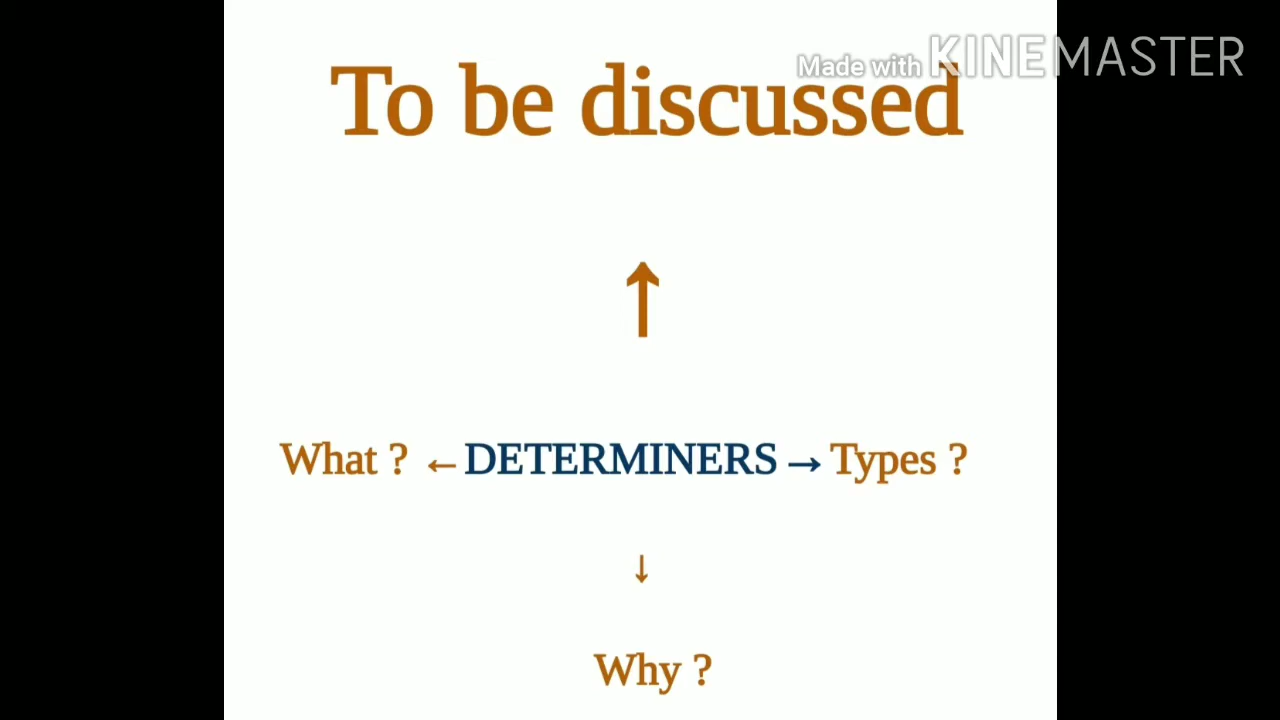 Made with KINEMASTER
To be discussed
↑
What ? ←DETERMINERS →Types ?
↓
Why ?